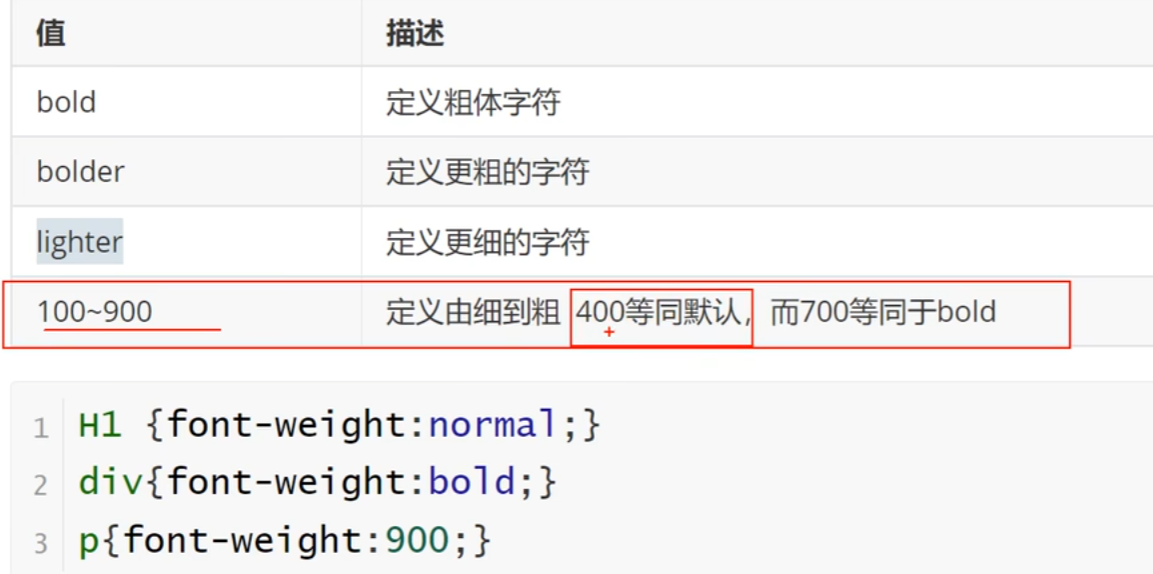 值 描述
bold 定义粗体字符
bolder 定义更粗的字符
lighter 定义更细的字符
100~900 定义由细到粗 400等同默认，而700等同于bold
1 H1 {font-weight:normal;}
2 div{font-weight:bold;}
3 p{font-weight:900;}